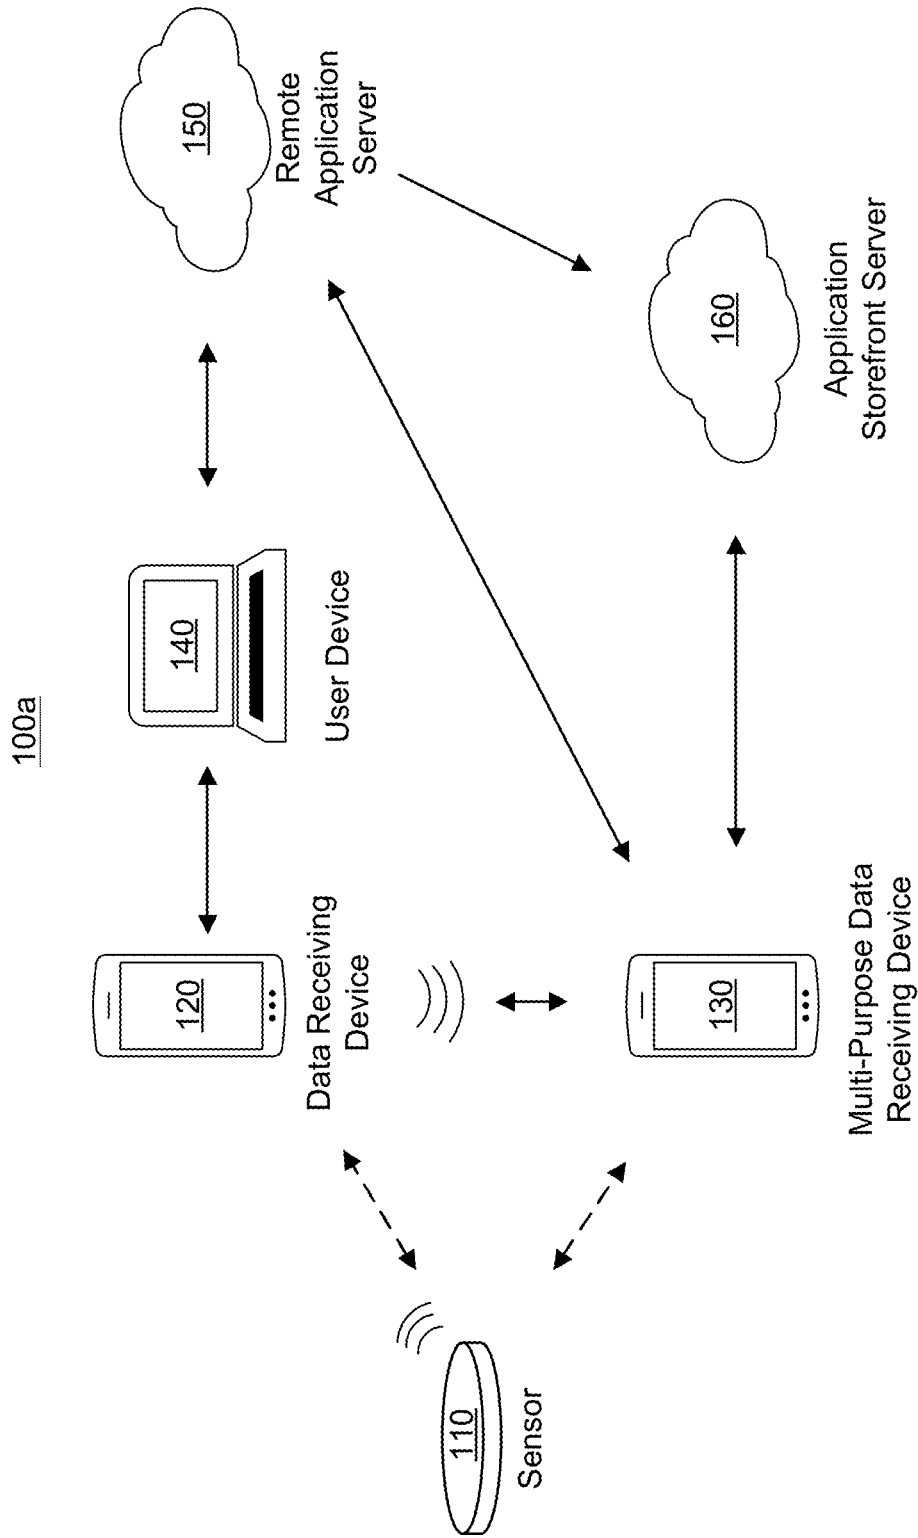 100a
120
Data Receiving
Device
140
User Device
150
Remote
Application
Server
110
Sensor
130
Multi-Purpose Data
Receiving Device
160
Application
Storefront Server